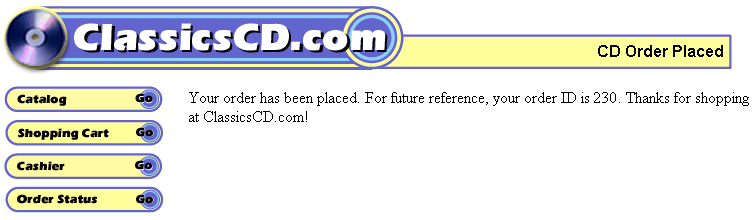 ClassicsCD.com
CD Order Placed
Catalog Go
Shopping Cart Go
Cashier Go
Order Status Go
Your order has been placed. For future reference, your order ID is 230. Thanks for shopping
at ClassicsCD.com!